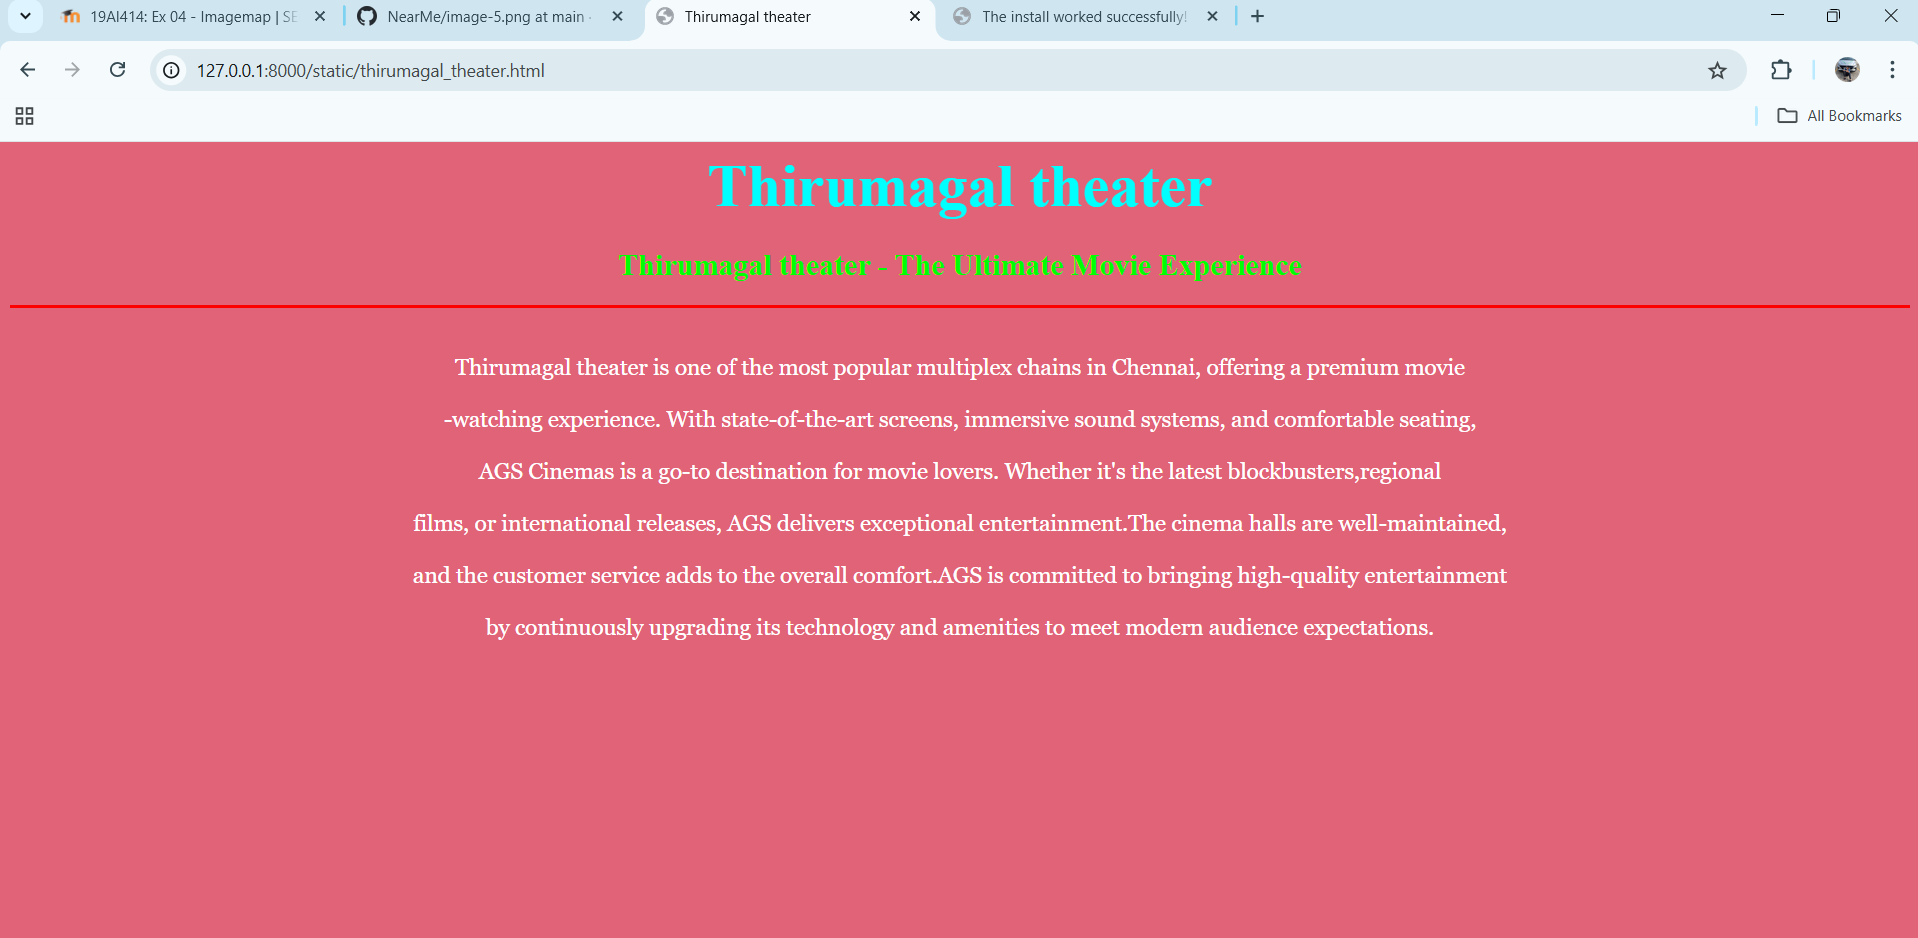 19AI414: Ex 04 - Imagemap | SE
NearMe/image-5.png at main ·
Thirumagal theater
The install worked successfully!
127.0.0.1:8000/static/thirumagal_theater.html
All Bookmarks
Thirumagal theater
Thirumagal theater - The Ultimate Movie Experience
Thirumagal theater is one of the most popular multiplex chains in Chennai, offering a premium movie
-watching experience. With state-of-the-art screens, immersive sound systems, and comfortable seating,
AGS Cinemas is a go-to destination for movie lovers. Whether it's the latest blockbusters,regional
films, or international releases, AGS delivers exceptional entertainment.The cinema halls are well-maintained,
and the customer service adds to the overall comfort.AGS is committed to bringing high-quality entertainment
by continuously upgrading its technology and amenities to meet modern audience expectations.